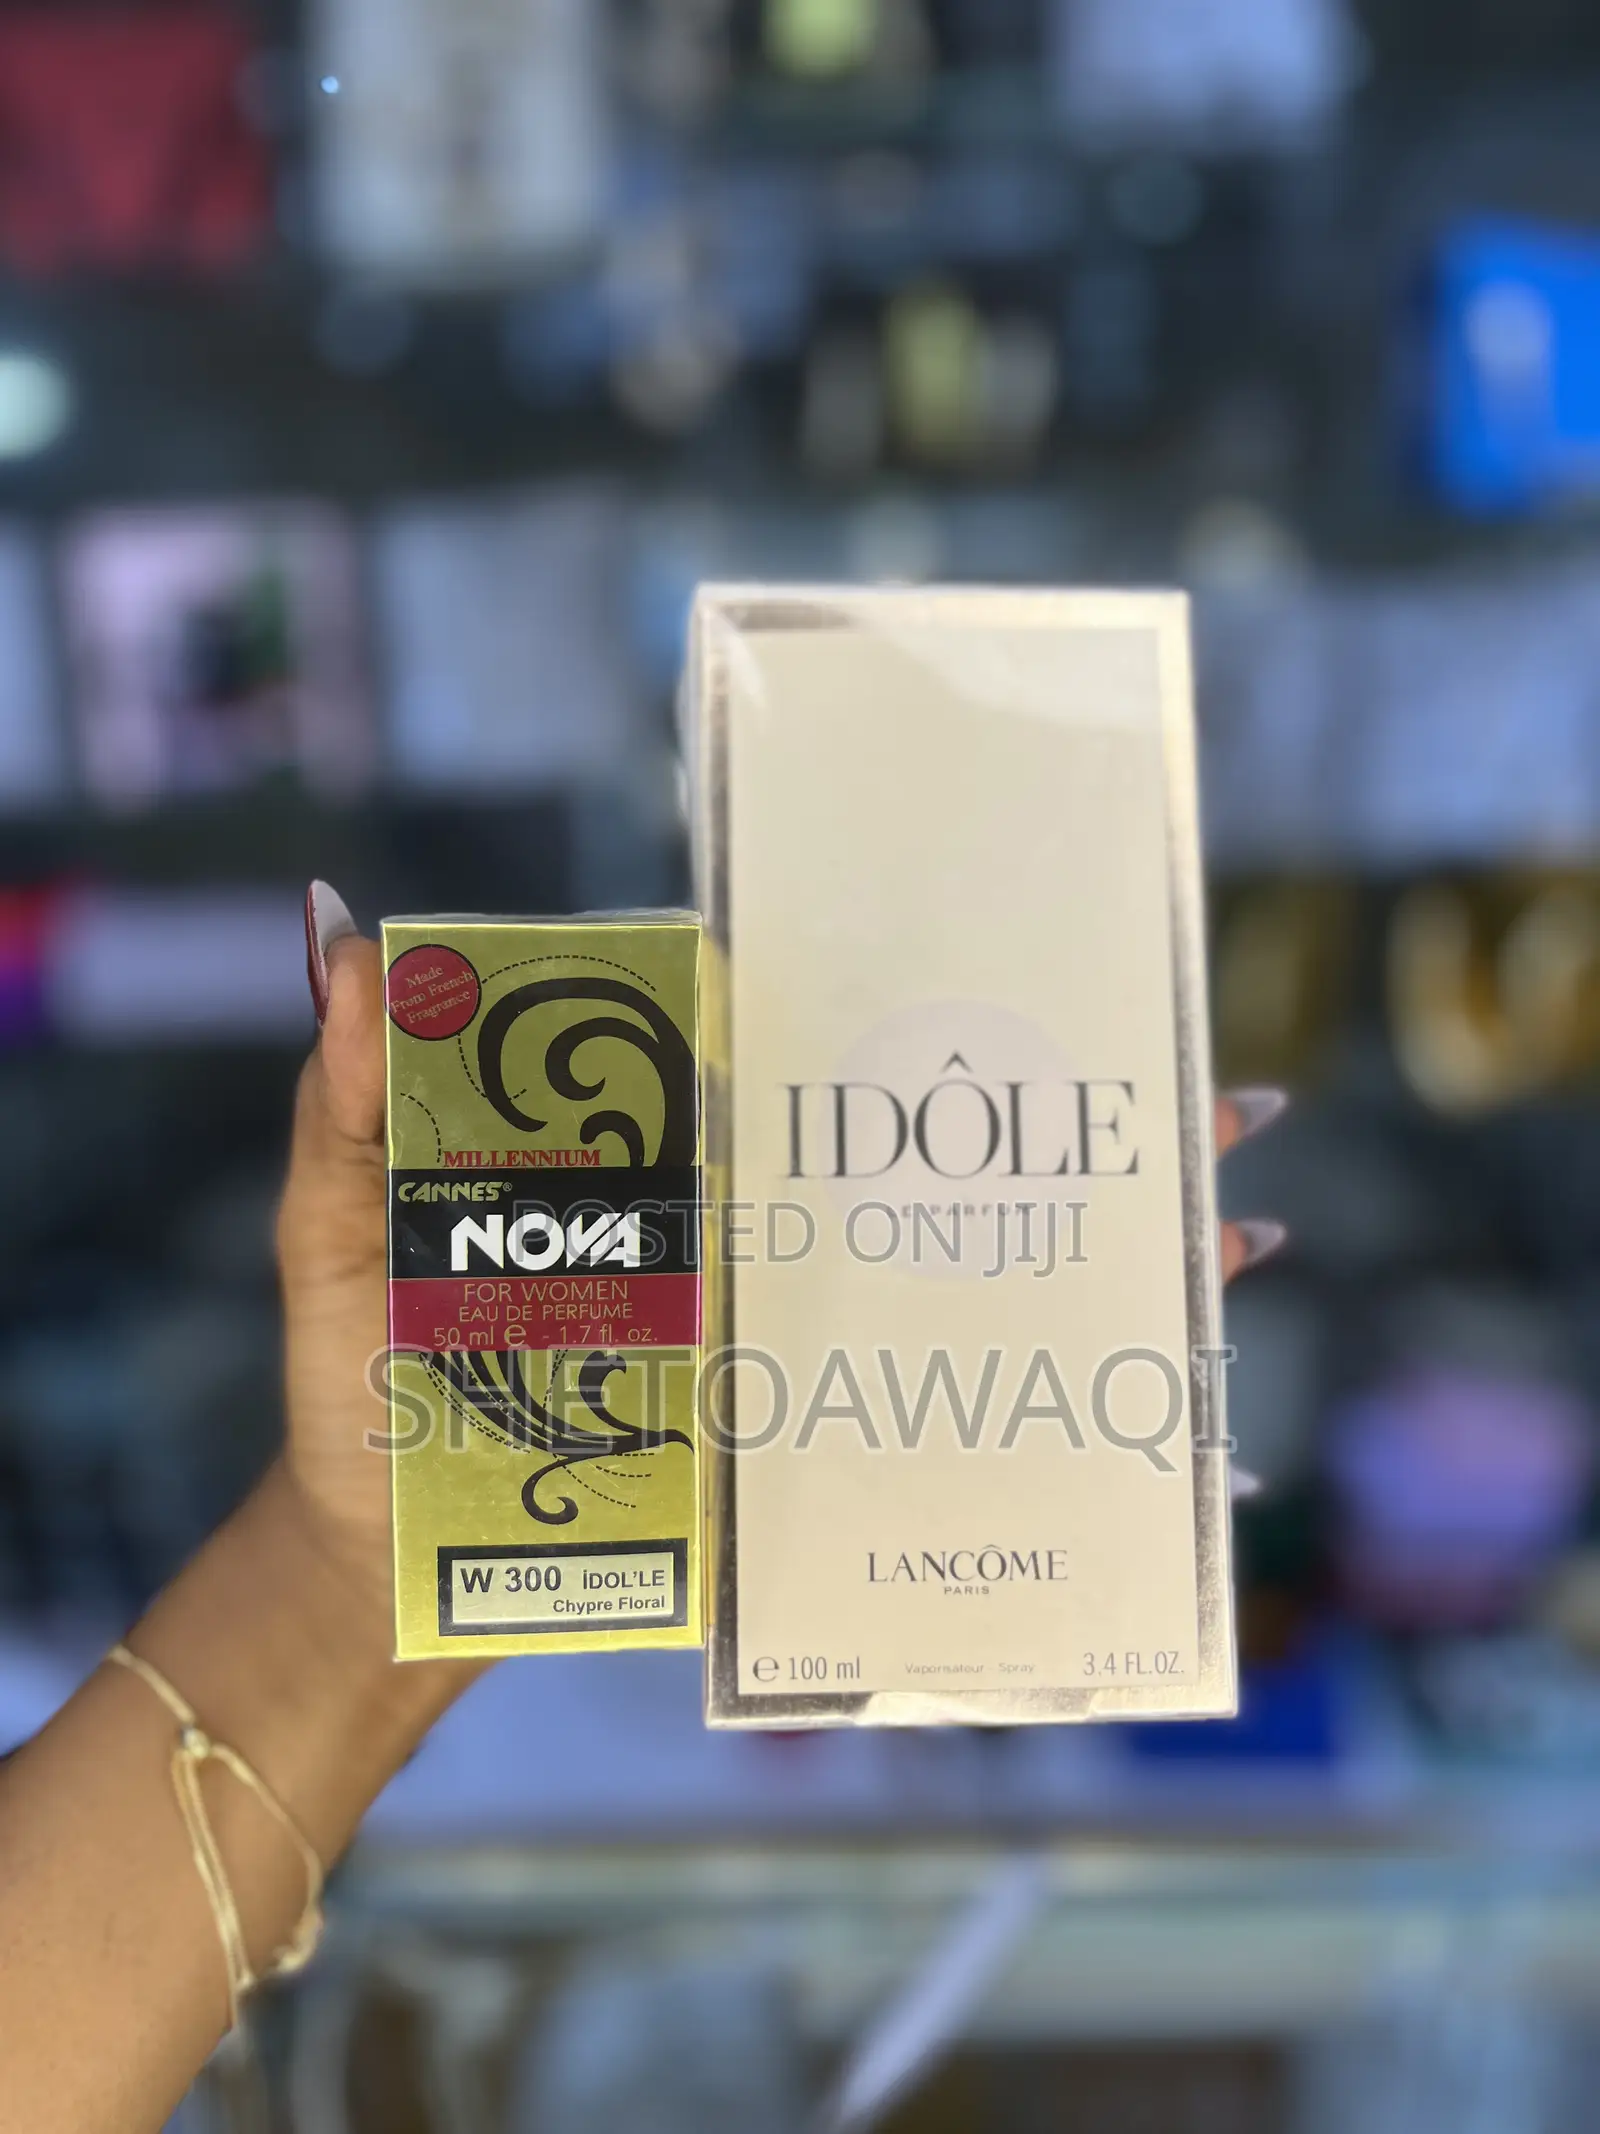 Made
From French
Fragrance
MILLENNIUM
CANNES®
NOVA
FOR WOMEN
EAU DE PERFUME
50 ml e - 1.7 fl. oz.
W 300 İDOL'LE
Chypre Floral
IDÔLE
LE PARFUM
LANCÔME
PARIS
e 100 ml Vaporisateur - Spray 3,4 FL.OZ.
POSTED ON JIJI
SHETOAWAQI